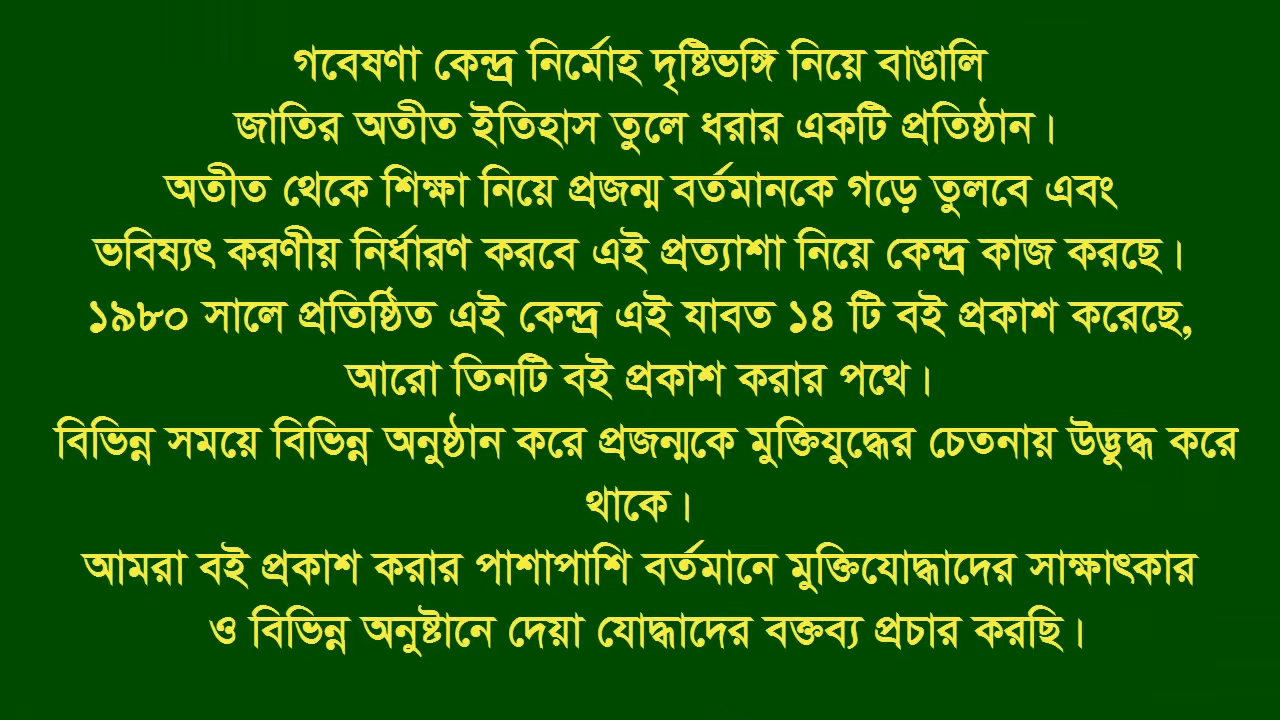 গবেষণা কেন্দ্র নির্মোহ দৃষ্টিভঙ্গি নিয়ে বাঙালি
জাতির অতীত ইতিহাস তুলে ধরার একটি প্রতিষ্ঠান।
অতীত থেকে শিক্ষা নিয়ে প্রজন্ম বর্তমানকে গড়ে তুলবে এবং
ভবিষ্যৎ করণীয় নির্ধারণ করবে এই প্রত্যাশা নিয়ে কেন্দ্র কাজ করছে।
১৯৮০ সালে প্রতিষ্ঠিত এই কেন্দ্র এই যাবত ১৪ টি বই প্রকাশ করেছে,
আরো তিনটি বই প্রকাশ করার পথে।
বিভিন্ন সময়ে বিভিন্ন অনুষ্ঠান করে প্রজন্মকে মুক্তিযুদ্ধের চেতনায় উদ্ভুদ্ধ করে
থাকে।
আমরা বই প্রকাশ করার পাশাপাশি বর্তমানে মুক্তিযোদ্ধাদের সাক্ষাৎকার
ও বিভিন্ন অনুষ্টানে দেয়া যোদ্ধাদের বক্তব্য প্রচার করছি।